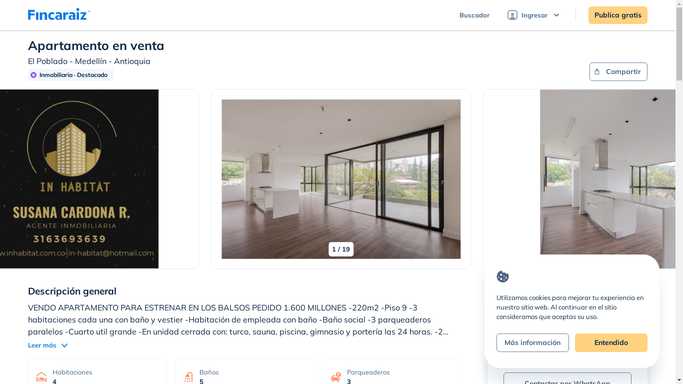 Fincaraiz
Buscador
Ingresar
Publica gratis
Apartamento en venta
El Poblado - Medellín - Antioquia
Inmobiliaria - Destacado
Compartir
IN HABITAT
SUSANA CARDONA R.
AGENTE INMOBILIARIA
3163693639
w.inhabitat.com.co|in-habitat@hotmail.com
1 / 19
Descripción general
VENDO APARTAMENTO PARA ESTRENAR EN LOS BALSOS PEDIDO 1.600 MILLONES -220m2 -Piso 9 -3
habitaciones cada una con baño y vestier -Habitación de empleada con baño -Baño social -3 parqueaderos
paralelos -Cuarto util grande -En unidad cerrada con: turco, sauna, piscina, gimnasio y portería las 24 horas. -2...
Leer más
Habitaciones
4
Baños
5
Parqueaderos
3
Utilizamos cookies para mejorar tu experiencia en
nuestro sitio web. Al continuar en el sitio
consideramos que aceptas su uso.
Más información
Entendido
Contactar por WhatsApp